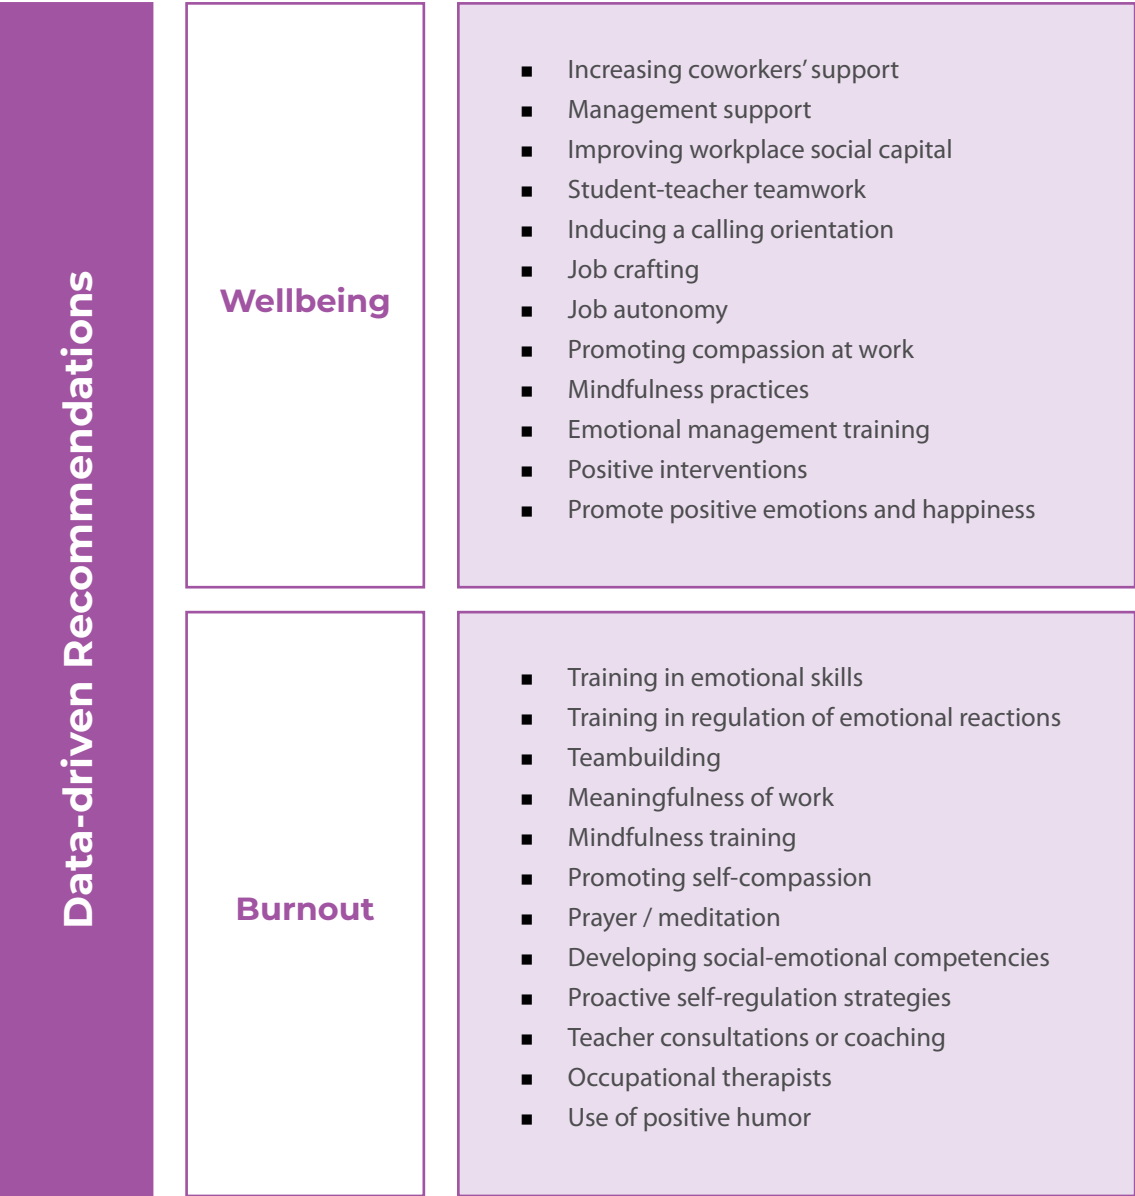 Data-driven Recommendations
Wellbeing
■ Increasing coworkers’ support
■ Management support
■ Improving workplace social capital
■ Student-teacher teamwork
■ Inducing a calling orientation
■ Job crafting
■ Job autonomy
■ Promoting compassion at work
■ Mindfulness practices
■ Emotional management training
■ Positive interventions
■ Promote positive emotions and happiness
Burnout
■ Training in emotional skills
■ Training in regulation of emotional reactions
■ Teambuilding
■ Meaningfulness of work
■ Mindfulness training
■ Promoting self-compassion
■ Prayer / meditation
■ Developing social-emotional competencies
■ Proactive self-regulation strategies
■ Teacher consultations or coaching
■ Occupational therapists
■ Use of positive humor